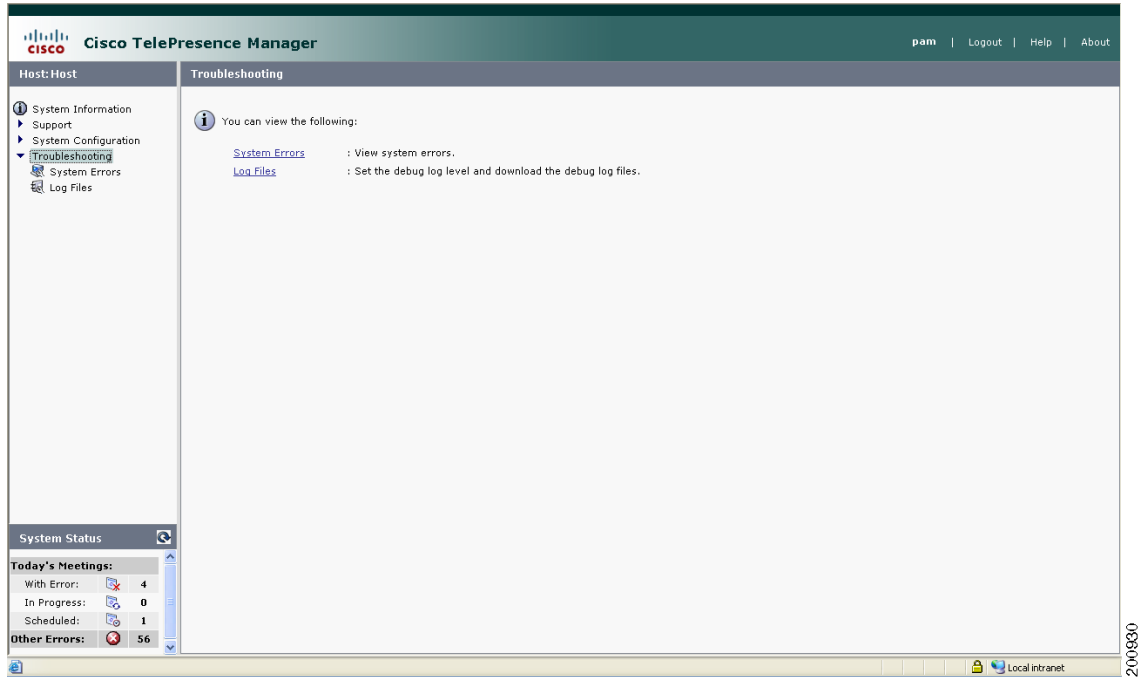 CISCO Cisco TelePresence Manager
pam | Logout | Help | About
Host: Host
Troubleshooting
System Information
Support
System Configuration
Troubleshooting
System Errors
Log Files
You can view the following:
System Errors : View system errors.
Log Files : Set the debug log level and download the debug log files.
System Status
Today's Meetings:
With Error: 4
In Progress: 0
Scheduled: 1
Other Errors: 56
Local intranet
200930